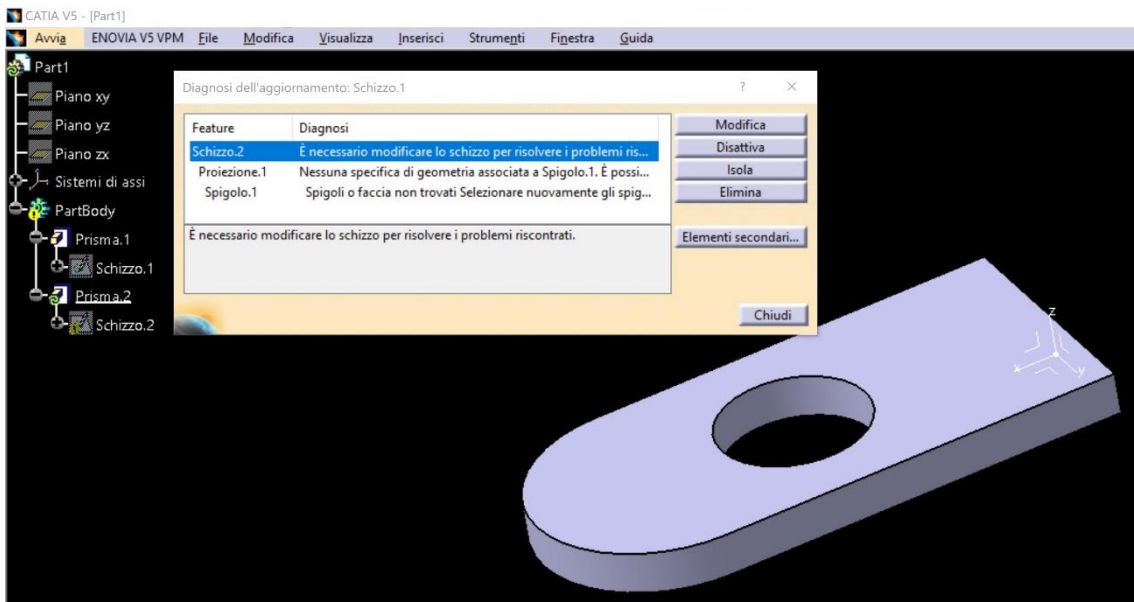 CATIA V5 - [Part1]
Avvia ENOVIA V5 VPM File Modifica Visualizza Inserisci Strumenti Finestra Guida
Part1
Piano xy
Piano yz
Piano zx
Sistemi di assi
PartBody
Prisma.1
Schizzo.1
Prisma.2
Schizzo.2
Diagnosi dell'aggiornamento: Schizzo.1 ? ×
Feature Diagnosi
Schizzo.2 È necessario modificare lo schizzo per risolvere i problemi ris...
Proiezione.1 Nessuna specifica di geometria associata a Spigolo.1. È possi...
Spigolo.1 Spigoli o faccia non trovati Selezionare nuovamente gli spig...
È necessario modificare lo schizzo per risolvere i problemi riscontrati.
Modifica
Disattiva
Isola
Elimina
Elementi secondari...
Chiudi
z
x
y